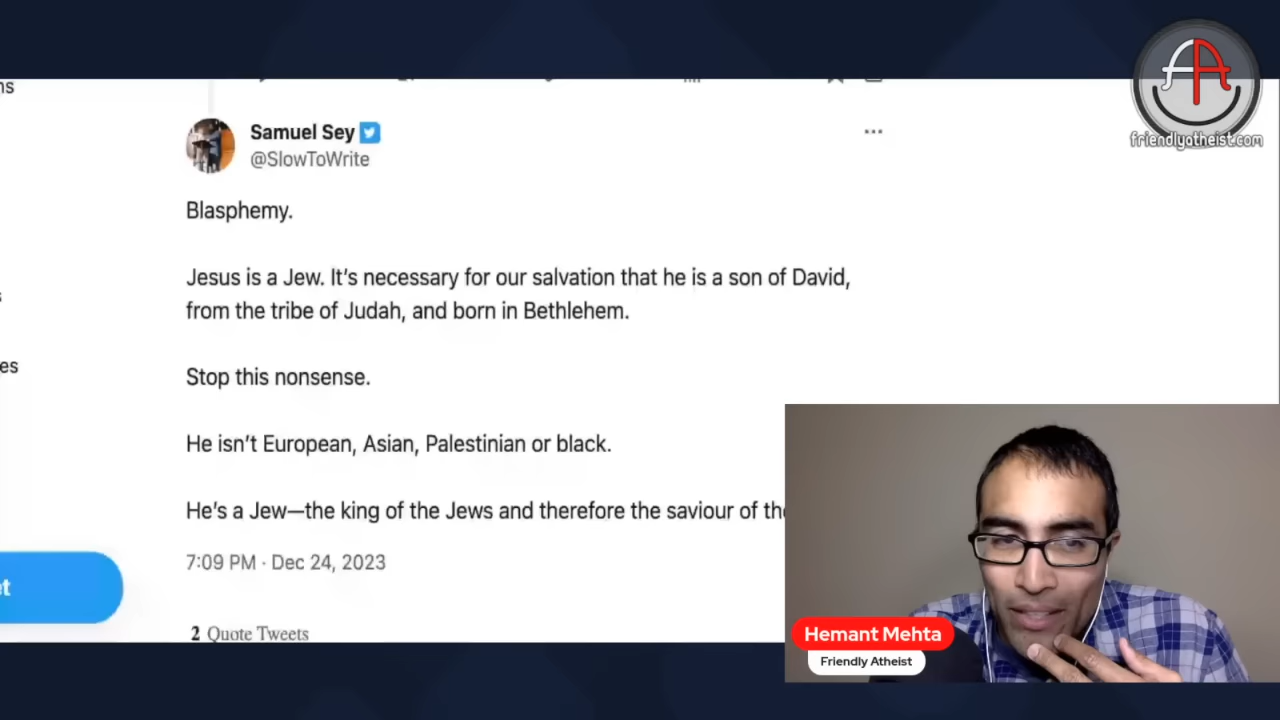 ns
Samuel Sey
@SlowToWrite
friendlyatheist.com
Blasphemy.
Jesus is a Jew. It's necessary for our salvation that he is a son of David,
from the tribe of Judah, and born in Bethlehem.
s
es
Stop this nonsense.
He isn't European, Asian, Palestinian or black.
He's a Jew—the king of the Jews and therefore the saviour of the
7:09 PM · Dec 24, 2023
et
2 Quote Tweets
Hemant Mehta
Friendly Atheist